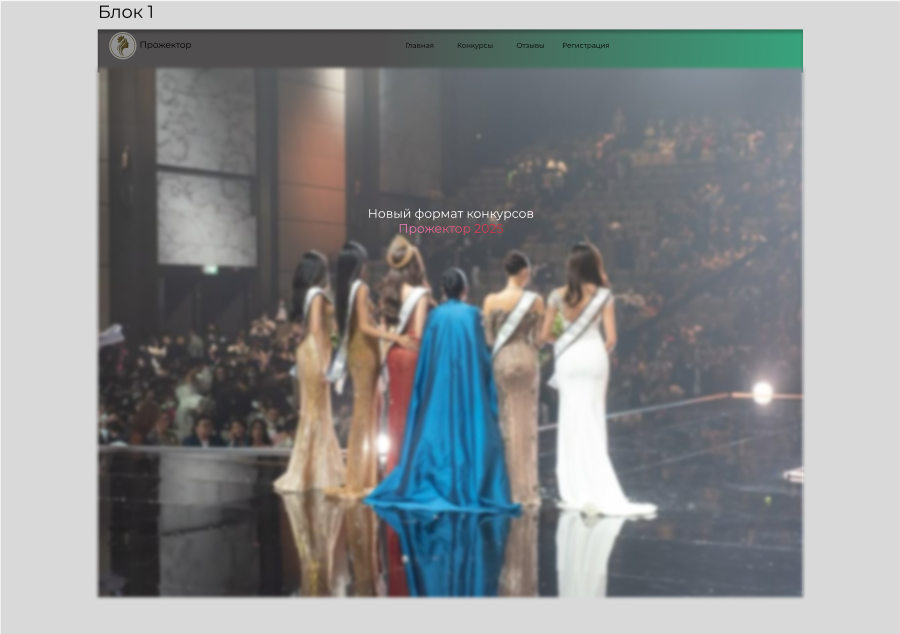 Блок 1
Прожектор
Главная Конкурсы Отзывы Регистрация
Новый формат конкурсов
Прожектор 2023